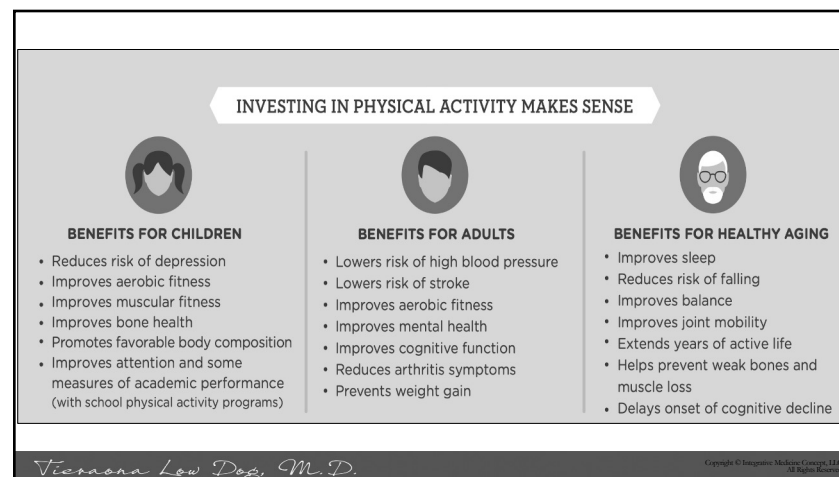 INVESTING IN PHYSICAL ACTIVITY MAKES SENSE
BENEFITS FOR CHILDREN
• Reduces risk of depression
• Improves aerobic fitness
• Improves muscular fitness
• Improves bone health
• Promotes favorable body composition
• Improves attention and some
measures of academic performance
(with school physical activity programs)
BENEFITS FOR ADULTS
• Lowers risk of high blood pressure
• Lowers risk of stroke
• Improves aerobic fitness
• Improves mental health
• Improves cognitive function
• Reduces arthritis symptoms
• Prevents weight gain
BENEFITS FOR HEALTHY AGING
• Improves sleep
• Reduces risk of falling
• Improves balance
• Improves joint mobility
• Extends years of active life
• Helps prevent weak bones and
muscle loss
• Delays onset of cognitive decline
Tieraona Low Dog, M.D.
Copyright © Integrative Medicine Concept,
All Rights